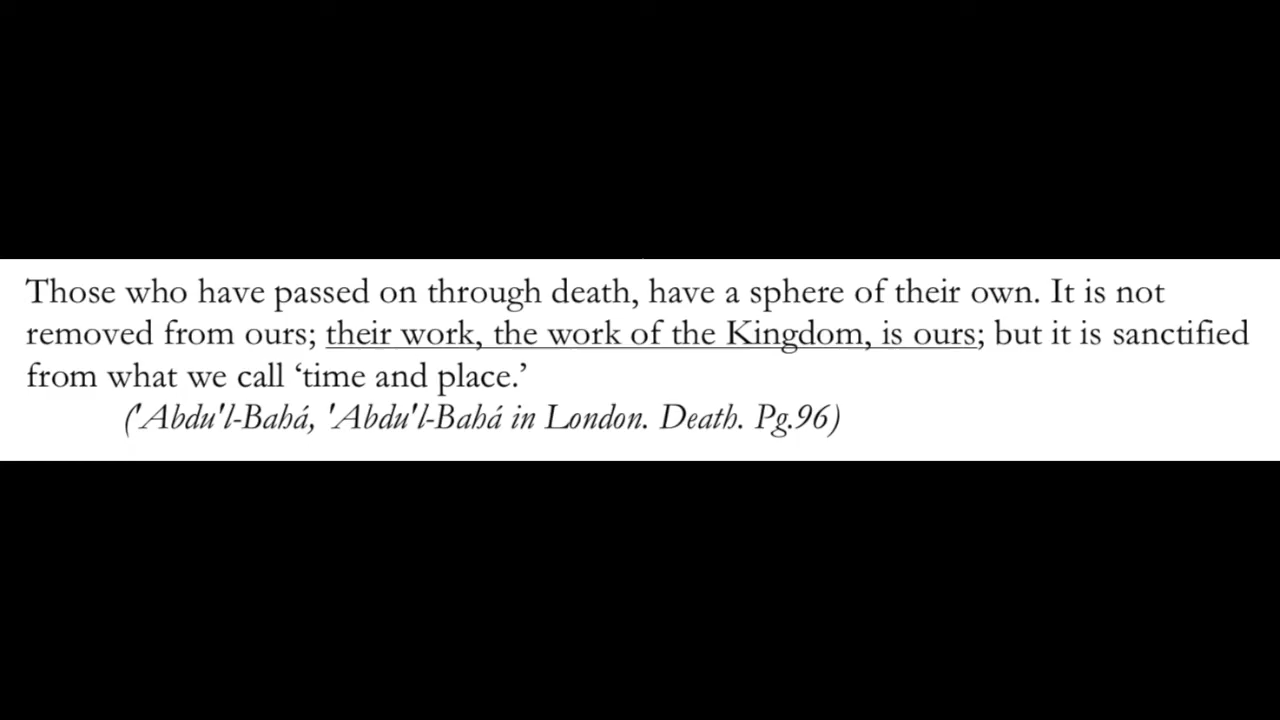 Those who have passed on through death, have a sphere of their own. It is not
removed from ours; their work, the work of the Kingdom, is ours; but it is sanctified
from what we call ‘time and place.’
('Abdu'l-Bahá, 'Abdu'l-Bahá in London. Death. Pg.96)